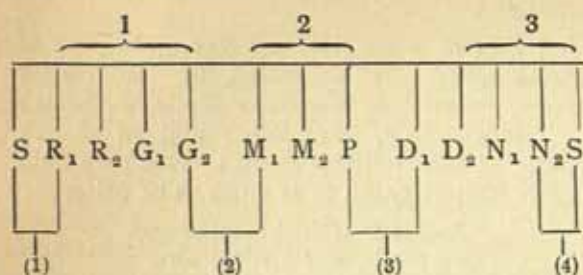 1 2 3
S R₁ R₂ G₁ G₂ M₁ M₂ P D₁ D₂ N₁ N₂ S
(1) (2) (3) (4)